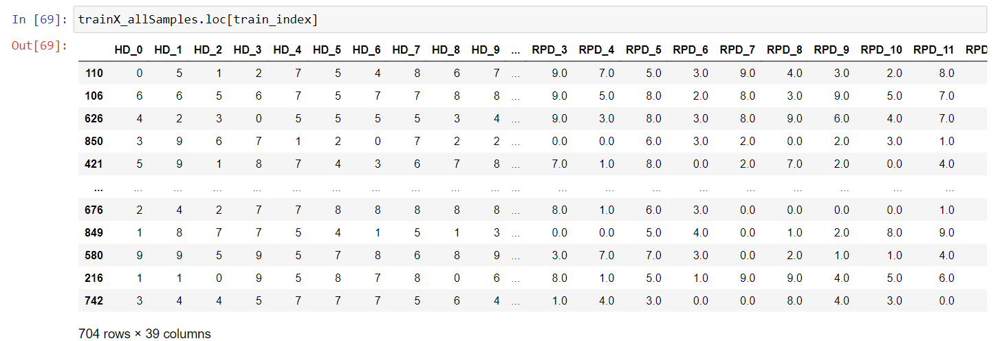 In [69]: trainX_allSamples.loc[train_index]
Out[69]:
HD_0 HD_1 HD_2 HD_3 HD_4 HD_5 HD_6 HD_7 HD_8 HD_9 ... RPD_3 RPD_4 RPD_5 RPD_6 RPD_7 RPD_8 RPD_9 RPD_10 RPD_11 RPD
110 0 5 1 2 7 5 4 8 6 7 ... 9.0 7.0 5.0 3.0 9.0 4.0 3.0 2.0 8.0
106 6 6 5 6 7 5 7 7 8 8 ... 9.0 5.0 8.0 2.0 8.0 3.0 9.0 5.0 7.0
626 4 2 3 0 5 5 5 5 3 4 ... 9.0 3.0 8.0 3.0 8.0 9.0 6.0 4.0 7.0
850 3 9 6 7 1 2 0 7 2 2 ... 0.0 0.0 6.0 3.0 2.0 0.0 2.0 3.0 1.0
421 5 9 1 8 7 4 3 6 7 8 ... 7.0 1.0 8.0 0.0 2.0 7.0 2.0 0.0 4.0
... ... ... ... ... ... ... ... ... ... ... ... ... ... ... ... ... ... ... ... ...
676 2 4 2 7 7 8 8 8 8 8 ... 8.0 1.0 6.0 3.0 0.0 0.0 0.0 0.0 1.0
849 1 8 7 7 5 4 1 5 1 3 ... 0.0 0.0 5.0 4.0 0.0 1.0 2.0 8.0 9.0
580 9 9 5 9 5 7 8 6 8 9 ... 3.0 7.0 7.0 3.0 0.0 2.0 1.0 1.0 4.0
216 1 1 0 9 5 8 7 8 0 6 ... 8.0 1.0 5.0 1.0 9.0 9.0 4.0 5.0 6.0
742 3 4 4 5 7 7 7 5 6 4 ... 1.0 4.0 3.0 0.0 0.0 8.0 4.0 3.0 0.0
704 rows × 39 columns